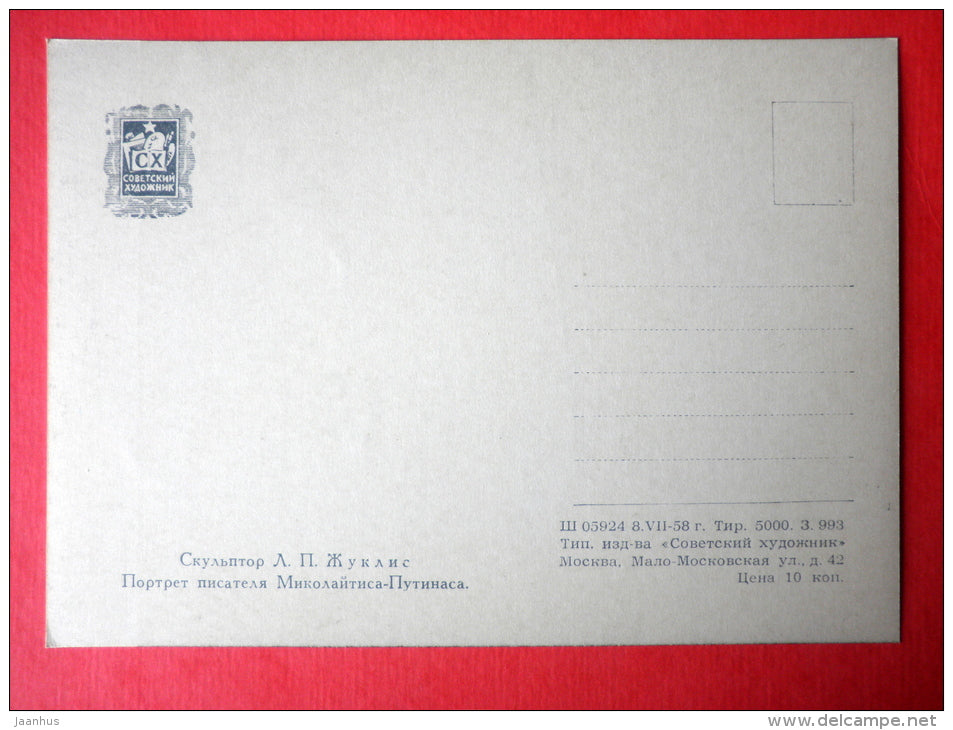 СХ
СОВЕТСКИЙ
ХУДОЖНИК
Скульптор Л. П. Жуклис
Портрет писателя Миколайтиса-Путинаса.
Ш 05924 8.VII-58 г. Тир. 5000. З. 993
Тип. изд-ва «Советский художник»
Москва, Мало-Московская ул., д. 42
Цена 10 коп.
Jaanhus
www.delcampe.net